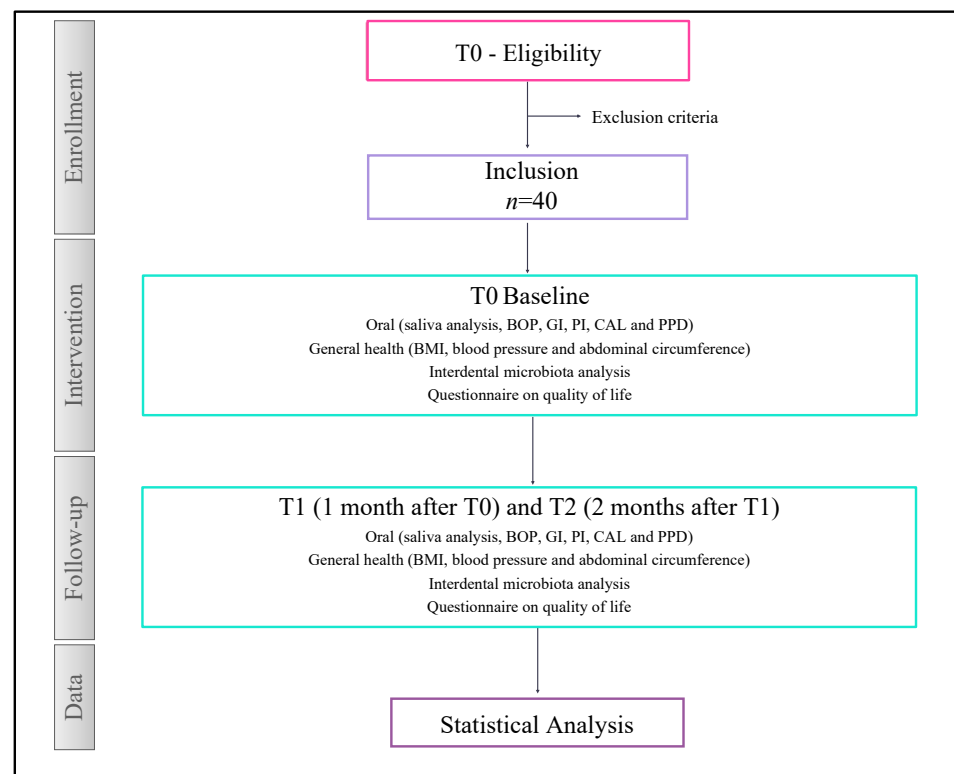 Enrollment
T0 - Eligibility
Exclusion criteria
Inclusion
n=40
Intervention
T0 Baseline
Oral (saliva analysis, BOP, GI, PI, CAL and PPD)
General health (BMI, blood pressure and abdominal circumference)
Interdental microbiota analysis
Questionnaire on quality of life
Follow-up
T1 (1 month after T0) and T2 (2 months after T1)
Oral (saliva analysis, BOP, GI, PI, CAL and PPD)
General health (BMI, blood pressure and abdominal circumference)
Interdental microbiota analysis
Questionnaire on quality of life
Data
Statistical Analysis